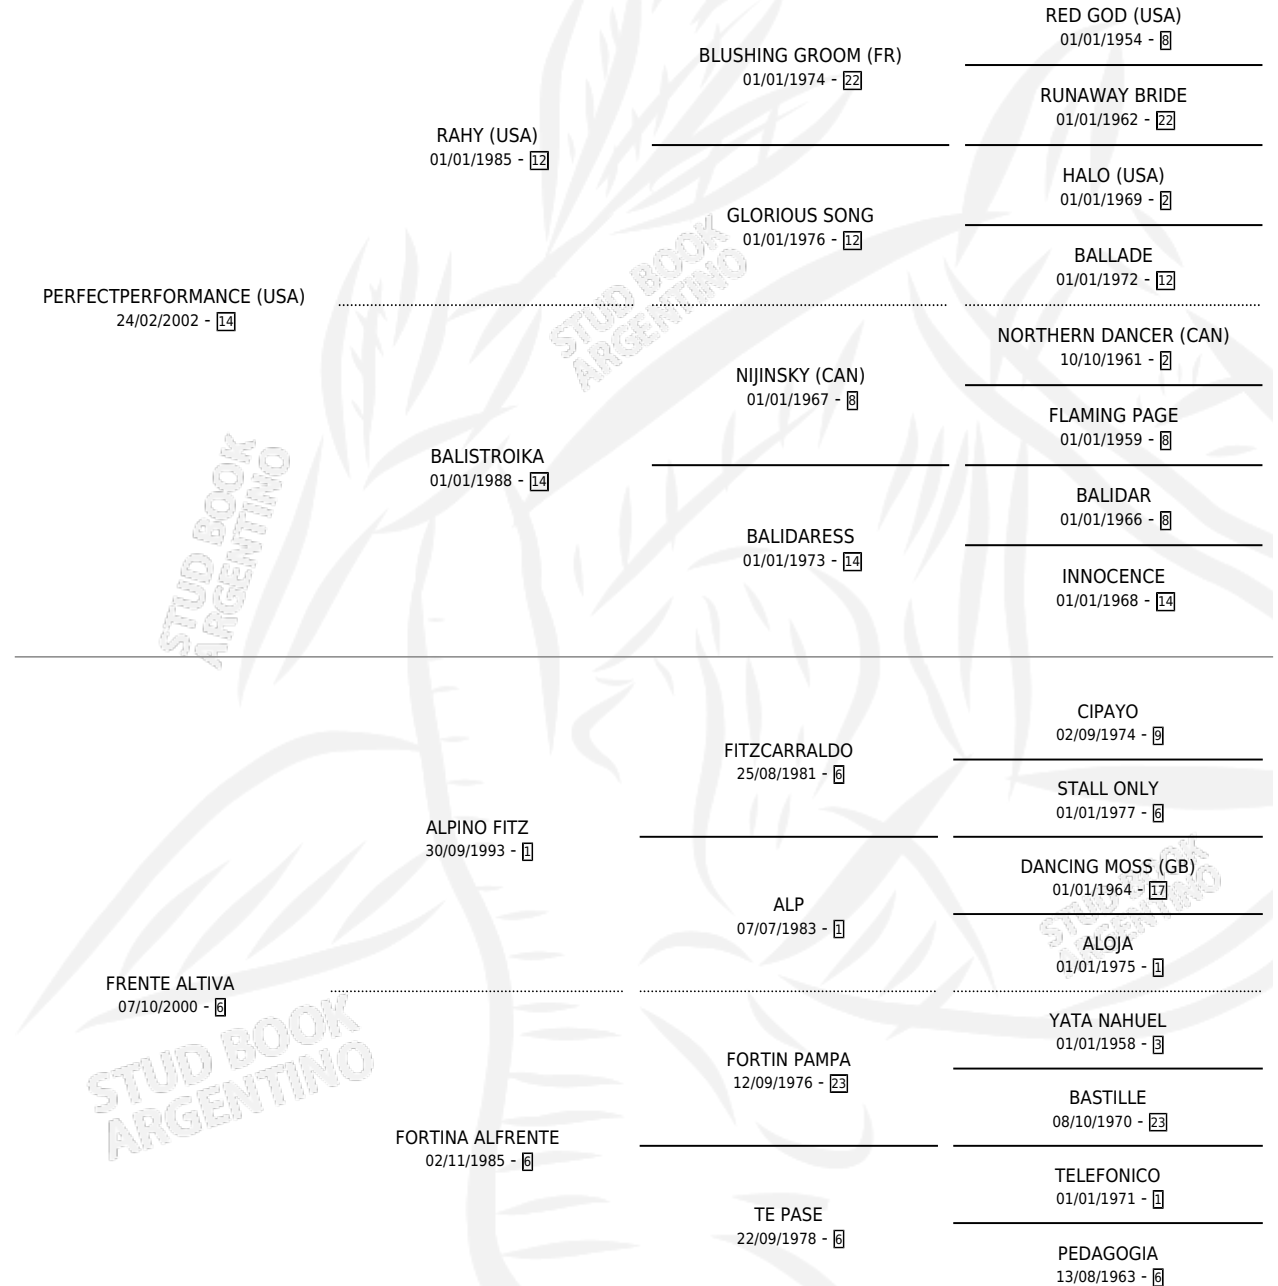 RED GOD (USA)
01/01/1954 - 8
BLUSHING GROOM (FR)
01/01/1974 - 22
RUNAWAY BRIDE
01/01/1962 - 22
RAHY (USA)
01/01/1985 - 12
HALO (USA)
01/01/1969 - 2
GLORIOUS SONG
01/01/1976 - 12
BALLADE
01/01/1972 - 12
PERFECTPERFORMANCE (USA)
24/02/2002 - 14
NORTHERN DANCER (CAN)
10/10/1961 - 2
NIJINSKY (CAN)
01/01/1967 - 8
FLAMING PAGE
01/01/1959 - 8
BALISTROIKA
01/01/1988 - 14
BALIDAR
01/01/1966 - 8
BALIDARESS
01/01/1973 - 14
INNOCENCE
01/01/1968 - 14
CIPAYO
02/09/1974 - 9
FITZCARRALDO
25/08/1981 - 6
STALL ONLY
01/01/1977 - 6
ALPINO FITZ
30/09/1993 - 1
DANCING MOSS (GB)
01/01/1964 - 17
ALP
07/07/1983 - 1
ALOJA
01/01/1975 - 1
FRENTE ALTIVA
07/10/2000 - 6
YATA NAHUEL
01/01/1958 - 3
FORTIN PAMPA
12/09/1976 - 23
BASTILLE
08/10/1970 - 23
FORTINA ALFRENTE
02/11/1985 - 6
TELEFONICO
01/01/1971 - 1
TE PASE
22/09/1978 - 6
PEDAGOGIA
13/08/1963 - 6
STUD BOOK
ARGENTINO
STUD BOOK
ARGENTINO
STUD BOOK
ARGENTINO
STUD BOOK
ARGENTINO